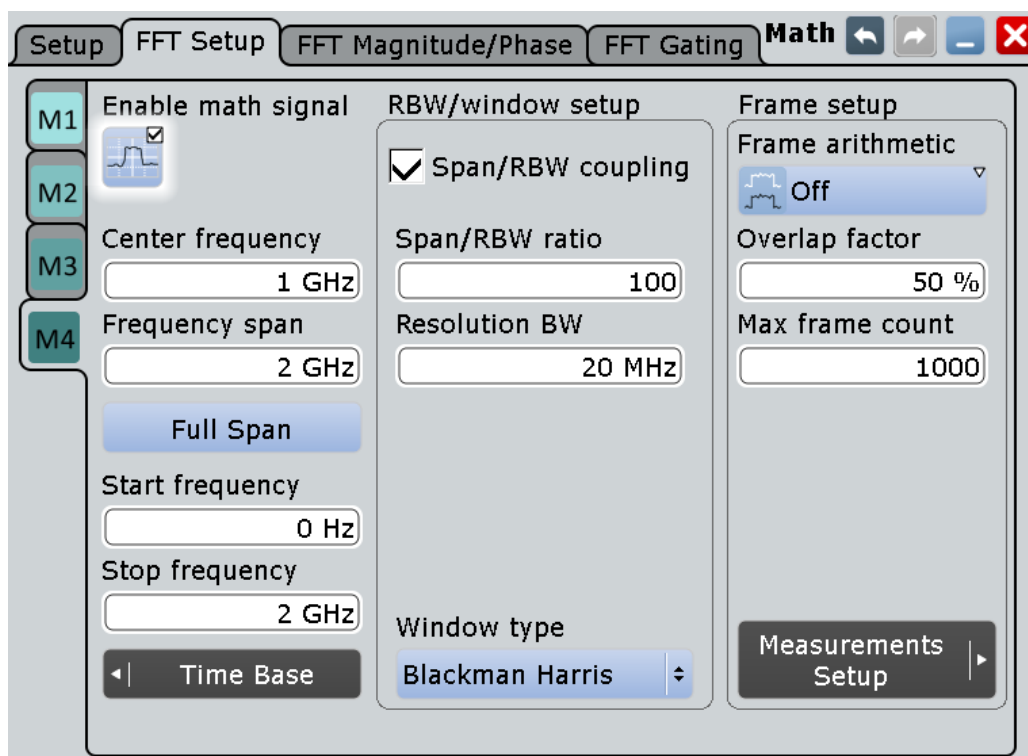 Setup FFT Setup FFT Magnitude/Phase FFT Gating Math
M1
M2
M3
M4
Enable math signal
Center frequency
1 GHz
Frequency span
2 GHz
Full Span
Start frequency
0 Hz
Stop frequency
2 GHz
Time Base
RBW/window setup
Span/RBW coupling
Span/RBW ratio
100
Resolution BW
20 MHz
Window type
Blackman Harris
Frame setup
Frame arithmetic
Off
Overlap factor
50 %
Max frame count
1000
Measurements
Setup